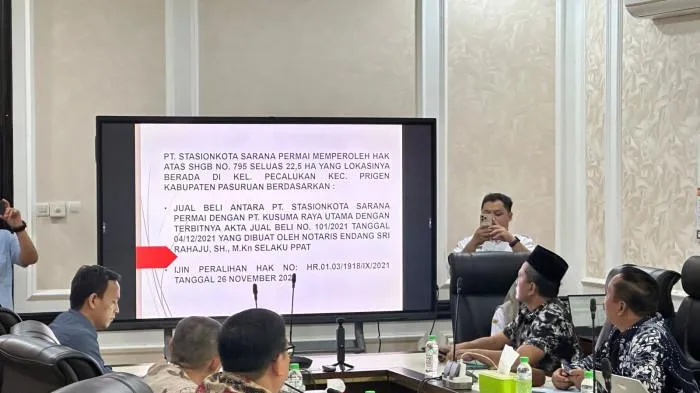 PT. STASIONKOTA SARANA PERMAI MEMPEROLEH HAK
ATAS SHGB NO. 795 SELUAS 22,5 HA YANG LOKASINYA
BERADA DI KEL. PECALUKAN KEC. PRIGEN
KABUPATEN PASURUAN BERDASARKAN :
• JUAL BELI ANTARA PT. STASIONKOTA SARANA
PERMAI DENGAN PT. KUSUMA RAYA UTAMA DENGAN
TERBITNYA AKTA JUAL BELI NO. 101/2021 TANGGAL
04/12/2021 YANG DIBUAT OLEH NOTARIS ENDANG SRI
RAHAJU, SH., M.Kn SELAKU PPAT
• IJIN PERALIHAN HAK NO: HR.01.03/1918/IX/2021
TANGGAL 26 NOVEMBER